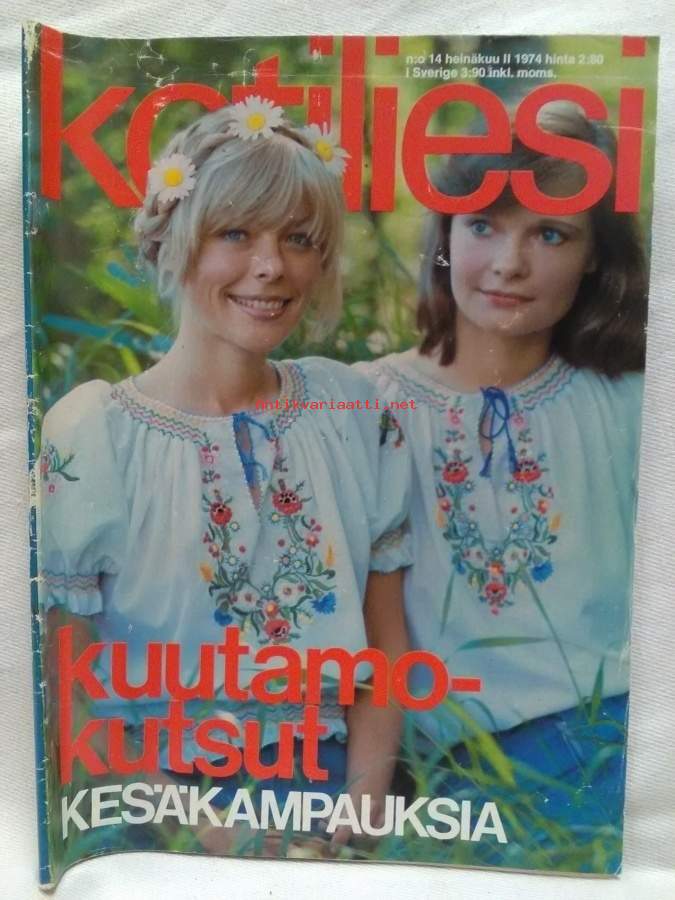 n:o 14 heinäkuu II 1974 hinta 2:80
i Sverige 3:90 inkl. moms.
kotiliesi
antikvariaatti.net
kuutamo-
kutsut
KESÄKAMPAUKSIA